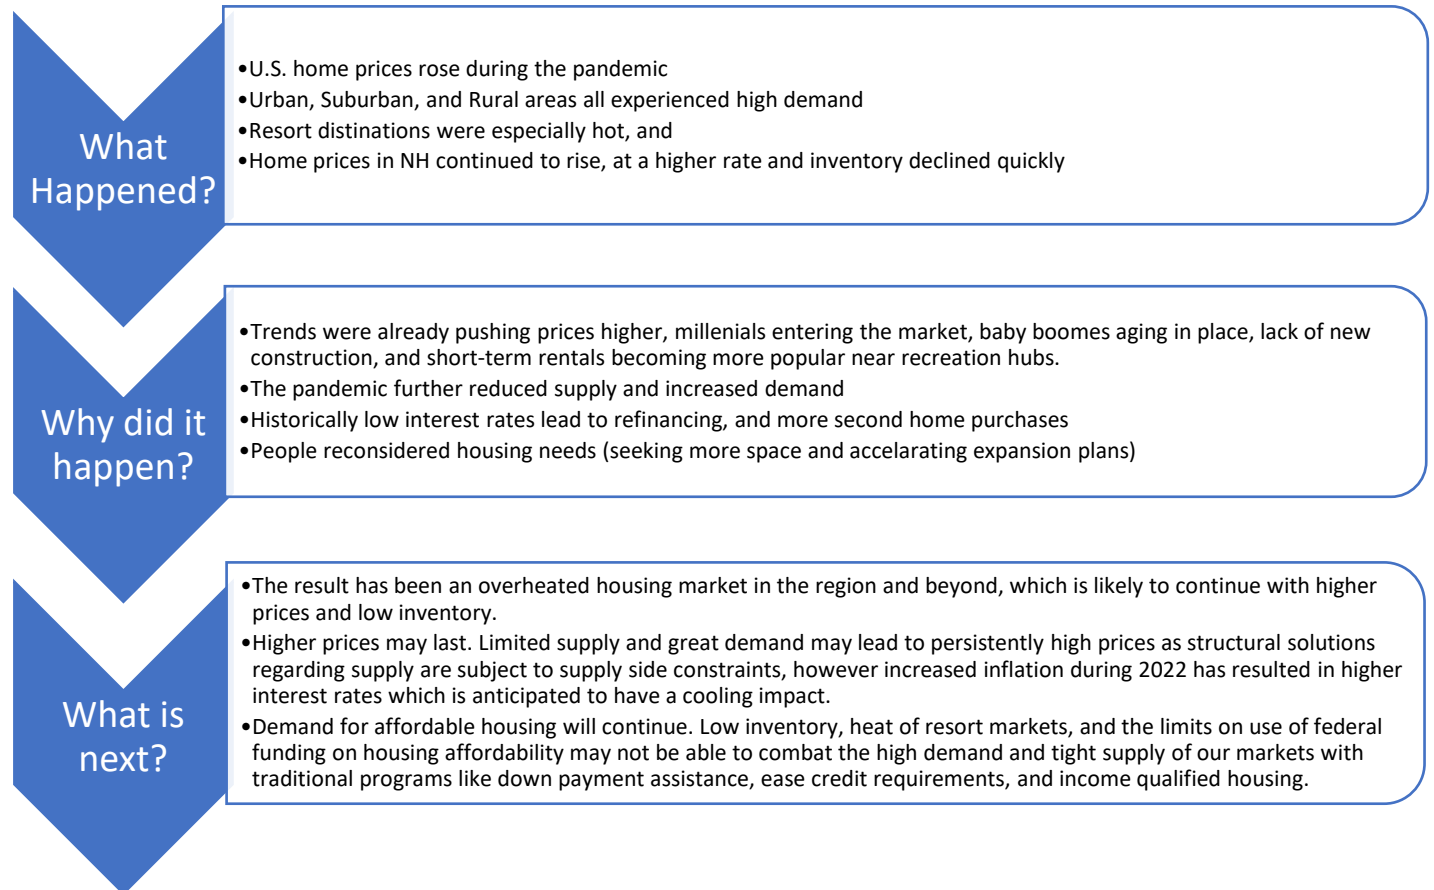 What
Happened?
•U.S. home prices rose during the pandemic
•Urban, Suburban, and Rural areas all experienced high demand
•Resort distinations were especially hot, and
•Home prices in NH continued to rise, at a higher rate and inventory declined quickly
Why did it
happen?
•Trends were already pushing prices higher, millenials entering the market, baby boomes aging in place, lack of new
construction, and short-term rentals becoming more popular near recreation hubs.
•The pandemic further reduced supply and increased demand
•Historically low interest rates lead to refinancing, and more second home purchases
•People reconsidered housing needs (seeking more space and accelarating expansion plans)
What is
next?
•The result has been an overheated housing market in the region and beyond, which is likely to continue with higher
prices and low inventory.
•Higher prices may last. Limited supply and great demand may lead to persistently high prices as structural solutions
regarding supply are subject to supply side constraints, however increased inflation during 2022 has resulted in higher
interest rates which is anticipated to have a cooling impact.
•Demand for affordable housing will continue. Low inventory, heat of resort markets, and the limits on use of federal
funding on housing affordability may not be able to combat the high demand and tight supply of our markets with
traditional programs like down payment assistance, ease credit requirements, and income qualified housing.